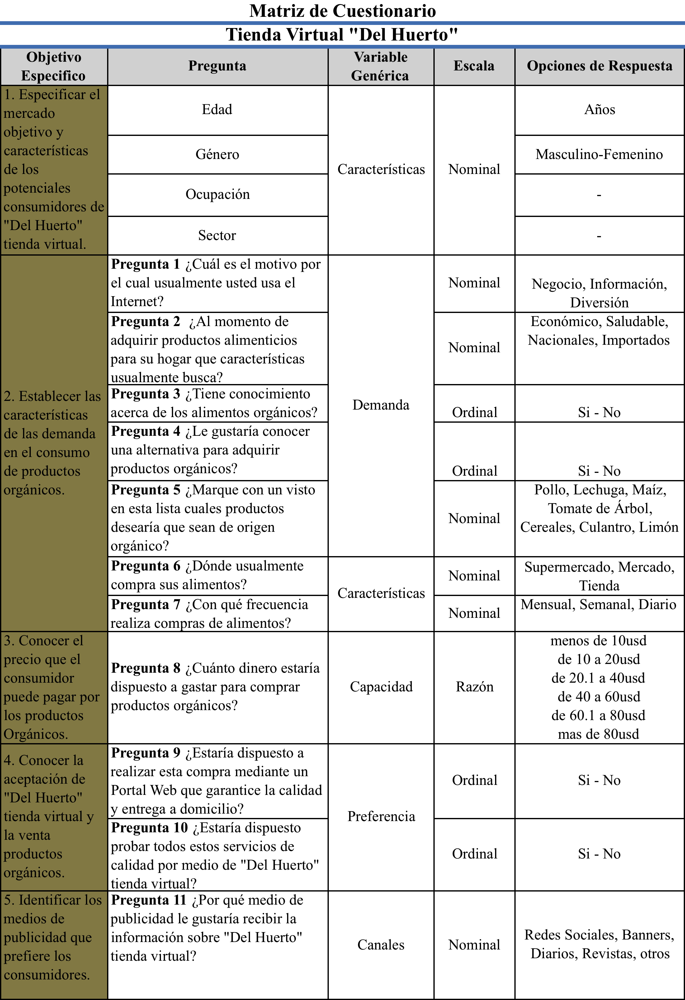 Matriz de Cuestionario
Tienda Virtual "Del Huerto"
Objetivo
Especifico
Pregunta
Variable
Genérica
Escala
Opciones de Respuesta
1. Especificar el
mercado
objetivo y
características
de los
potenciales
consumidores de
"Del Huerto"
tienda virtual.
Edad
Género
Ocupación
Sector
Características
Nominal
Años
Masculino-Femenino
-
-
2. Establecer las
características
de las demanda
en el consumo
de productos
orgánicos.
Pregunta 1 ¿Cuál es el motivo por
el cual usualmente usted usa el
Internet?
Demanda
Nominal
Negocio, Información,
Diversión
Pregunta 2  ¿Al momento de
adquirir productos alimenticios
para su hogar que características
usualmente busca?
Nominal
Económico, Saludable,
Nacionales, Importados
Pregunta 3 ¿Tiene conocimiento
acerca de los alimentos orgánicos?
Ordinal
Si - No
Pregunta 4 ¿Le gustaría conocer
una alternativa para adquirir
productos orgánicos?
Ordinal
Si - No
Pregunta 5 ¿Marque con un visto
en esta lista cuales productos
desearía que sean de origen
orgánico?
Nominal
Pollo, Lechuga, Maíz,
Tomate de Árbol,
Cereales, Culantro, Limón
Pregunta 6 ¿Dónde usualmente
compra sus alimentos?
Características
Nominal
Supermercado, Mercado,
Tienda
Pregunta 7 ¿Con qué frecuencia
realiza compras de alimentos?
Nominal
Mensual, Semanal, Diario
3. Conocer el
precio que el
consumidor
puede pagar por
los productos
Orgánicos.
Pregunta 8 ¿Cuánto dinero estaría
dispuesto a gastar para comprar
productos orgánicos?
Capacidad
Razón
menos de 10usd
de 10 a 20usd
de 20.1 a 40usd
de 40 a 60usd
de 60.1 a 80usd
mas de 80usd
4. Conocer la
aceptación de
"Del Huerto"
tienda virtual y
la venta
productos
orgánicos.
Pregunta 9 ¿Estaría dispuesto a
realizar esta compra mediante un
Portal Web que garantice la calidad
y entrega a domicilio?
Preferencia
Ordinal
Si - No
Pregunta 10 ¿Estaría dispuesto
probar todos estos servicios de
calidad por medio de "Del Huerto"
tienda virtual?
Ordinal
Si - No
5. Identificar los
medios de
publicidad que
prefiere los
consumidores.
Pregunta 11 ¿Por qué medio de
publicidad le gustaría recibir la
información sobre "Del Huerto"
tienda virtual?
Canales
Nominal
Redes Sociales, Banners,
Diarios, Revistas, otros